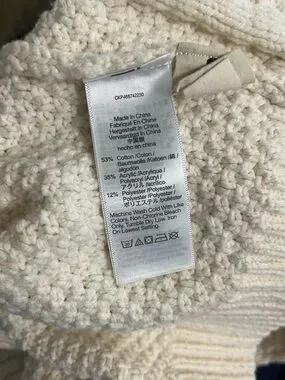 CKP468742230
Made In China
Fabriqué En Chine
Hergestellt In China
Vervaardigd In China
中国製
hecho en china
53% Cotton /Coton /
Baumwolle /Katoen /綿 /
algodón
35% Acrylic /Acrylique /
Polyacryl /Acryl /
アクリル /acrílico
12% Polyester /Polyester /
Polyester /Polyester /
ポリエステル /poliéster
Machine Wash Cold With Like
Colors, Non-Chlorine Bleach
Only, Tumble Dry Low, Iron
On Lowest Setting.